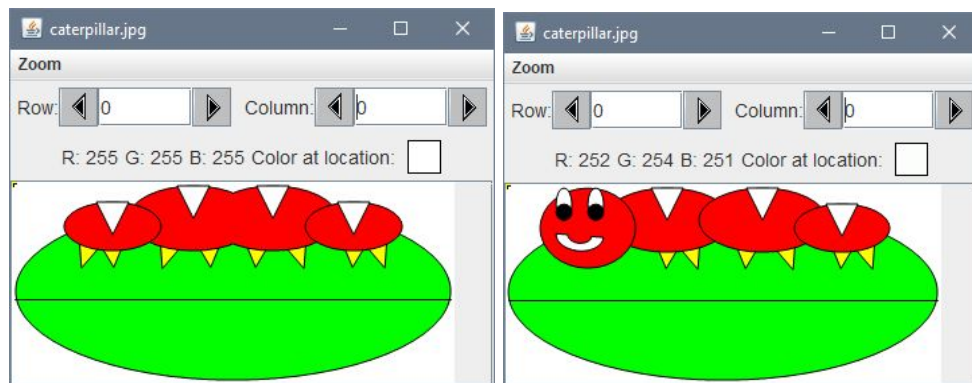 caterpillar.jpg
Zoom
Row: 0 Column: 0
R: 255 G: 255 B: 255 Color at location:
caterpillar.jpg
Zoom
Row: 0 Column: 0
R: 252 G: 254 B: 251 Color at location: